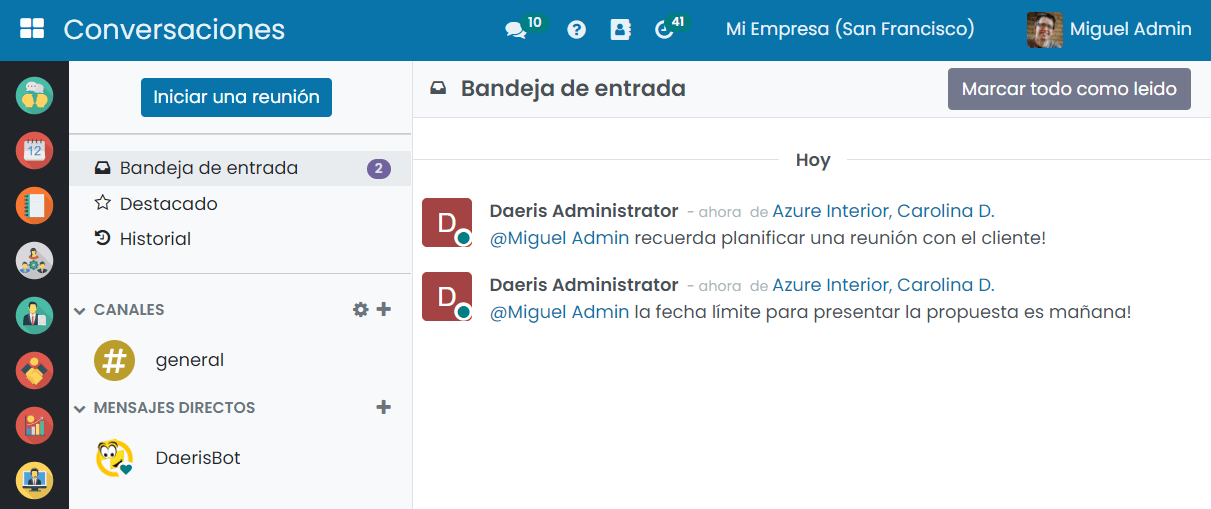 Conversaciones
10
41
Mi Empresa (San Francisco)
Miguel Admin
Iniciar una reunión
Bandeja de entrada
2
Destacado
Historial
CANALES
general
MENSAJES DIRECTOS
DaerisBot
12
Bandeja de entrada
Marcar todo como leido
Hoy
D
Daeris Administrator - ahora de Azure Interior, Carolina D.
@Miguel Admin recuerda planificar una reunión con el cliente!
D
Daeris Administrator - ahora de Azure Interior, Carolina D.
@Miguel Admin la fecha límite para presentar la propuesta es mañana!